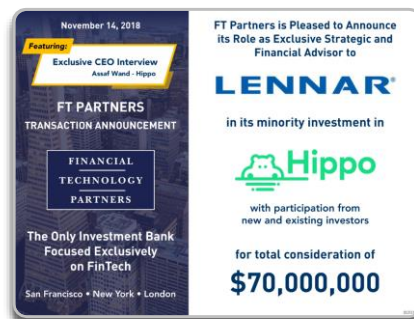 November 14, 2018
Featuring:
Exclusive CEO Interview
Assaf Wand - Hippo
FT PARTNERS
TRANSACTION ANNOUNCEMENT
FINANCIAL
TECHNOLOGY
PARTNERS
The Only Investment Bank
Focused Exclusively
on FinTech
San Francisco • New York • London
FT Partners is Pleased to Announce
its Role as Exclusive Strategic and
Financial Advisor to
LENNAR®
in its minority investment in
Hippo
with participation from
new and existing investors
for total consideration of
$70,000,000